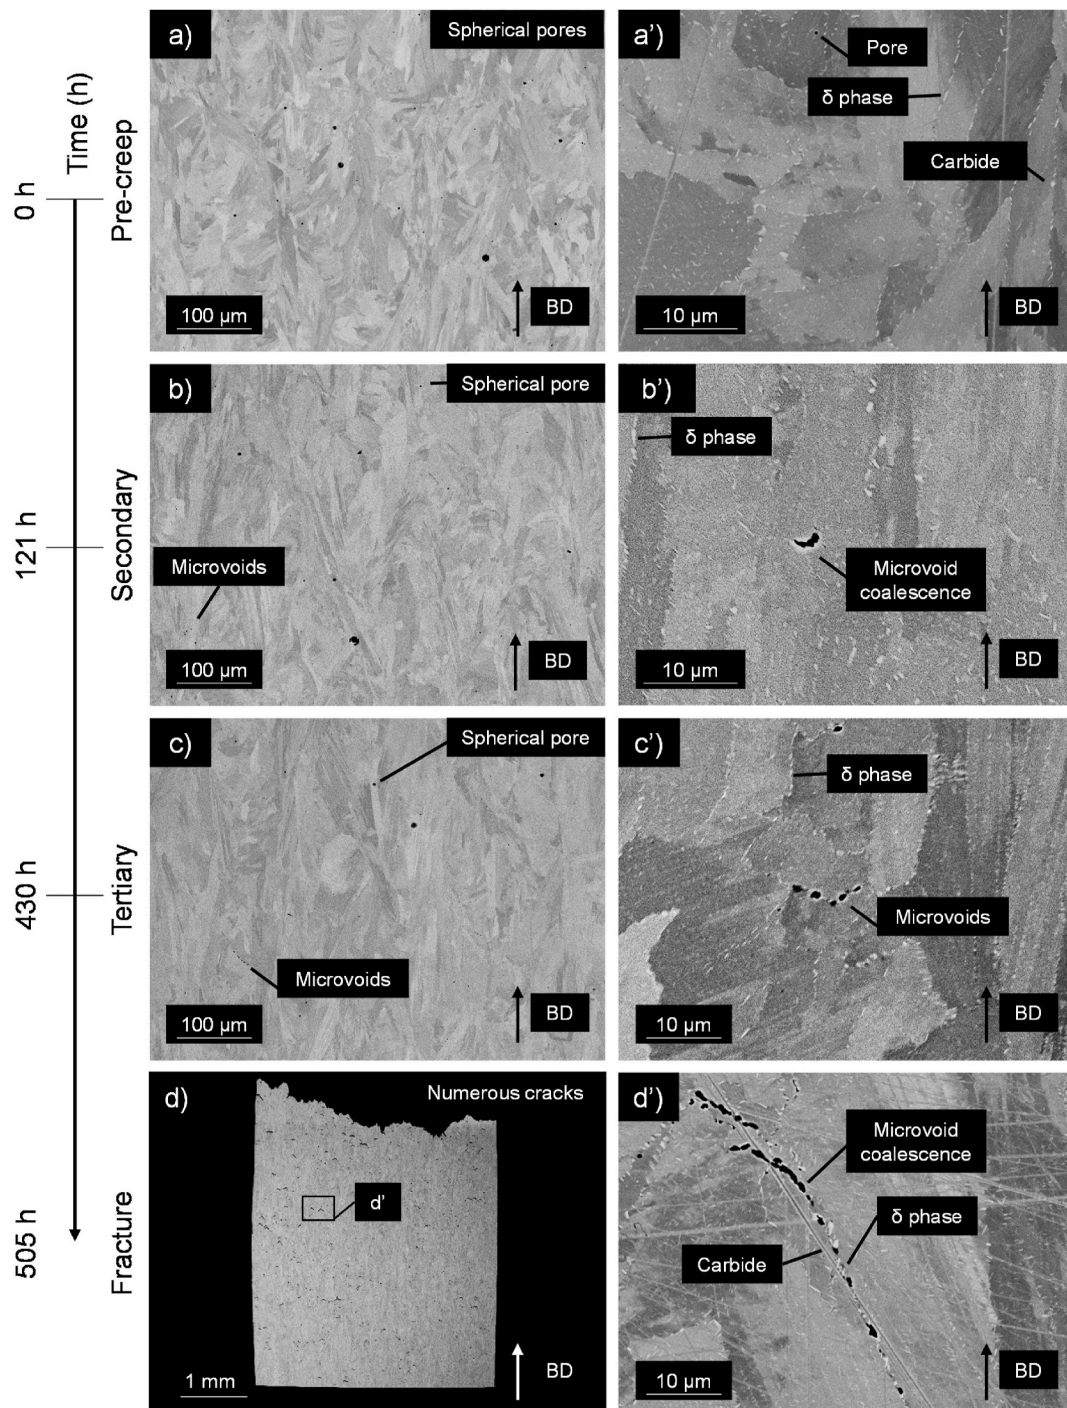 Time (h)
0 h
Pre-creep
a)
Spherical pores
100 µm
BD
a')
Pore
δ phase
Carbide
10 µm
BD
121 h
Secondary
b)
Spherical pore
Microvoids
100 µm
BD
b')
δ phase
Microvoid
coalescence
10 µm
BD
430 h
Tertiary
c)
Spherical pore
Microvoids
100 µm
BD
c')
δ phase
Microvoids
10 µm
BD
505 h
Fracture
d)
Numerous cracks
d'
1 mm
BD
d')
Microvoid
coalescence
δ phase
Carbide
10 µm
BD